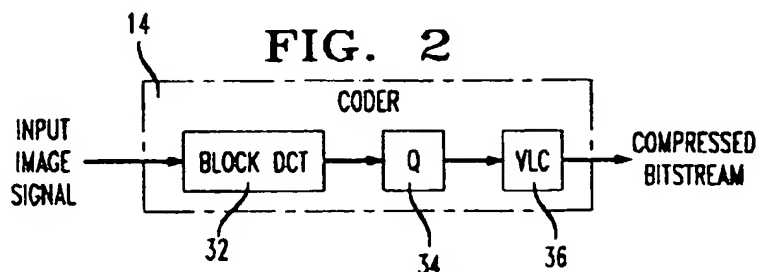 FIG. 2
14
CODER
INPUT
IMAGE
SIGNAL
BLOCK DCT
Q
VLC
COMPRESSED
BITSTREAM
32
34
36